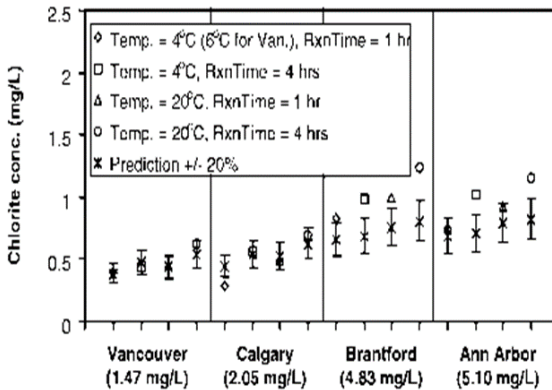 2.5
2
1.5
1
0.5
0
Chlorite conc. (mg/L)
Temp. = 4°C (6°C for Van.), RxnTime = 1 hr
Temp. = 4°C, RxnTime = 4 hrs
Temp. = 20°C, RxnTime = 1 hr
Temp. = 20°C, RxnTime = 4 hrs
Prediction +/- 20%
Vancouver Calgary Brantford Ann Arbor
(1.47 mg/L) (2.05 mg/L) (4.83 mg/L) (5.10 mg/L)